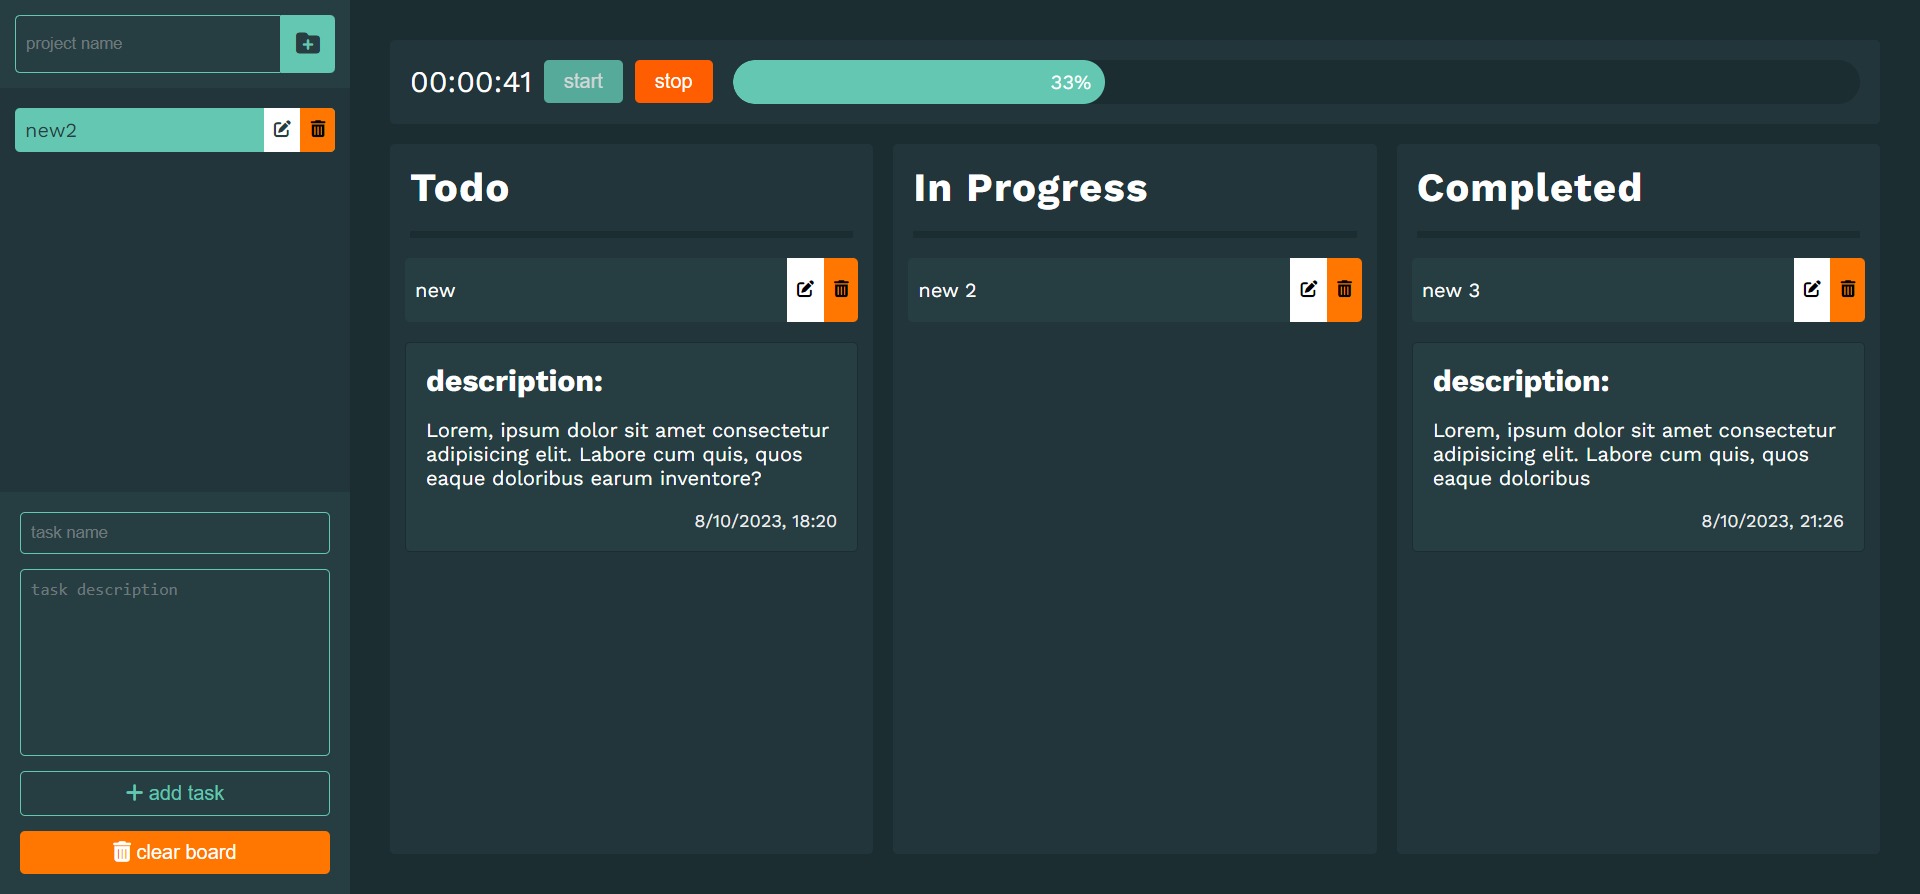 project name
new2
task name
task description
add task
clear board
00:00:41
start
stop
33%
Todo
new
description:
Lorem, ipsum dolor sit amet consectetur
adipisicing elit. Labore cum quis, quos
eaque doloribus earum inventore?
8/10/2023, 18:20
In Progress
new 2
Completed
new 3
description:
Lorem, ipsum dolor sit amet consectetur
adipisicing elit. Labore cum quis, quos
eaque doloribus
8/10/2023, 21:26